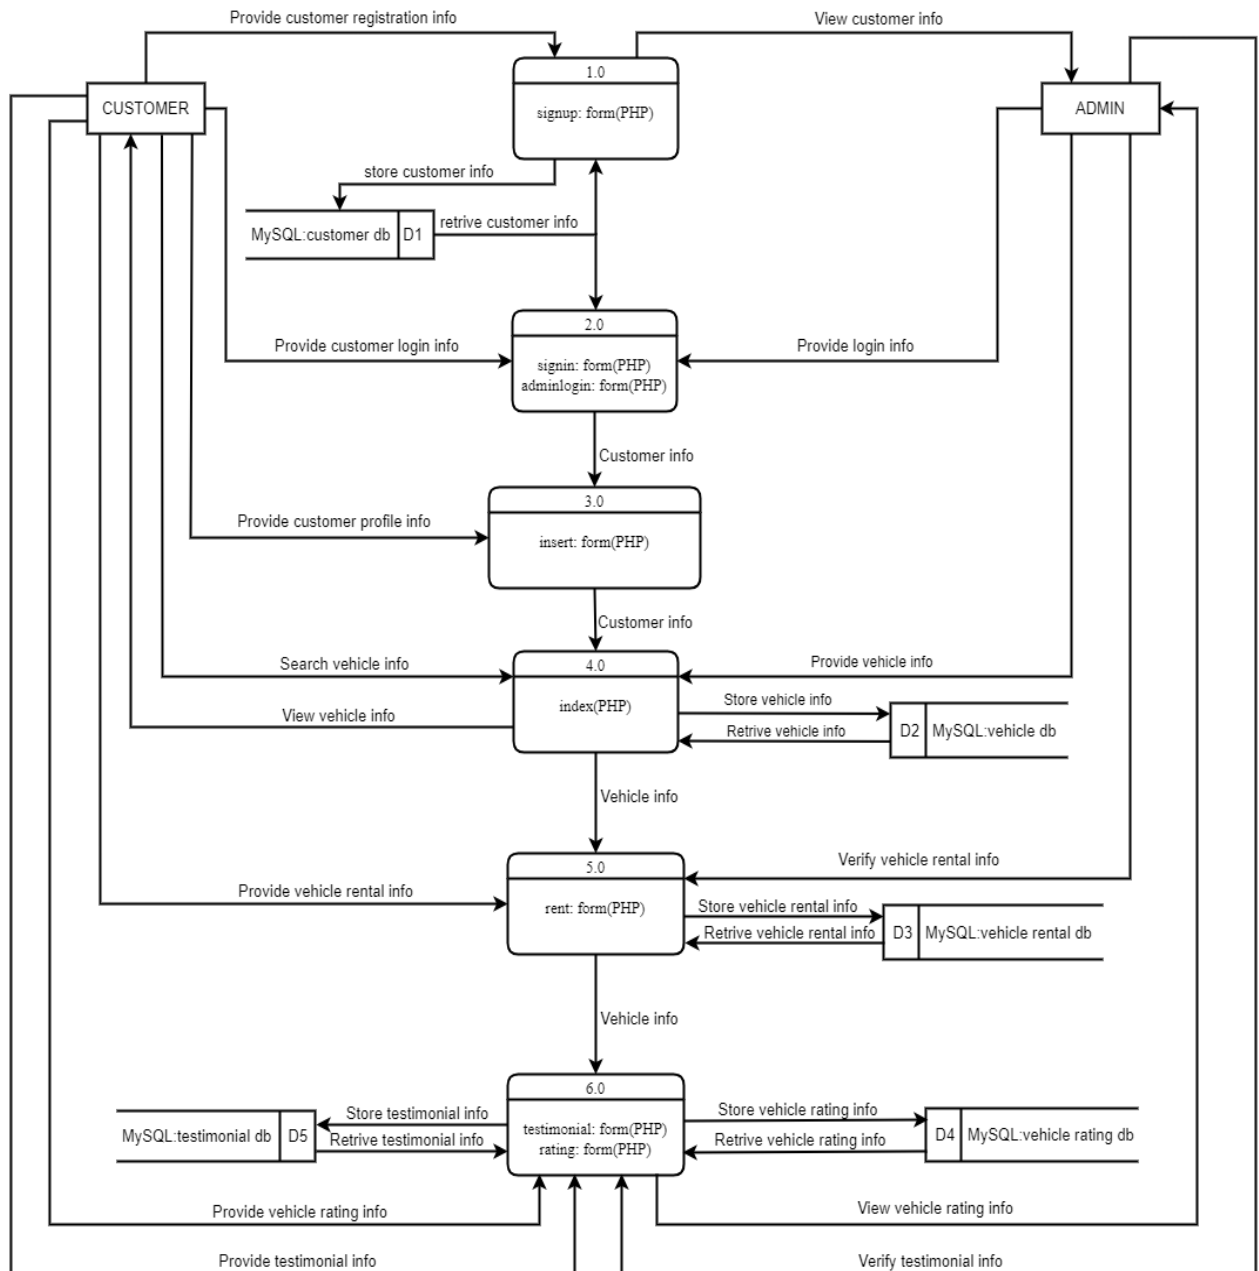 Provide customer registration info
View customer info
1.0
CUSTOMER
signup: form(PHP)
ADMIN
store customer info
retrive customer info
MySQL:customer db
D1
2.0
Provide customer login info
signin: form(PHP)
adminlogin: form(PHP)
Provide login info
Customer info
3.0
Provide customer profile info
insert: form(PHP)
Customer info
Search vehicle info
4.0
Provide vehicle info
View vehicle info
index(PHP)
Store vehicle info
Retrive vehicle info
D2
MySQL:vehicle db
Vehicle info
5.0
Verify vehicle rental info
Provide vehicle rental info
rent: form(PHP)
Store vehicle rental info
Retrive vehicle rental info
D3
MySQL:vehicle rental db
Vehicle info
6.0
Store testimonial info
Store vehicle rating info
MySQL:testimonial db
D5
Retrive testimonial info
testimonial: form(PHP)
rating: form(PHP)
Retrive vehicle rating info
D4
MySQL:vehicle rating db
Provide vehicle rating info
View vehicle rating info
Provide testimonial info
Verify testimonial info